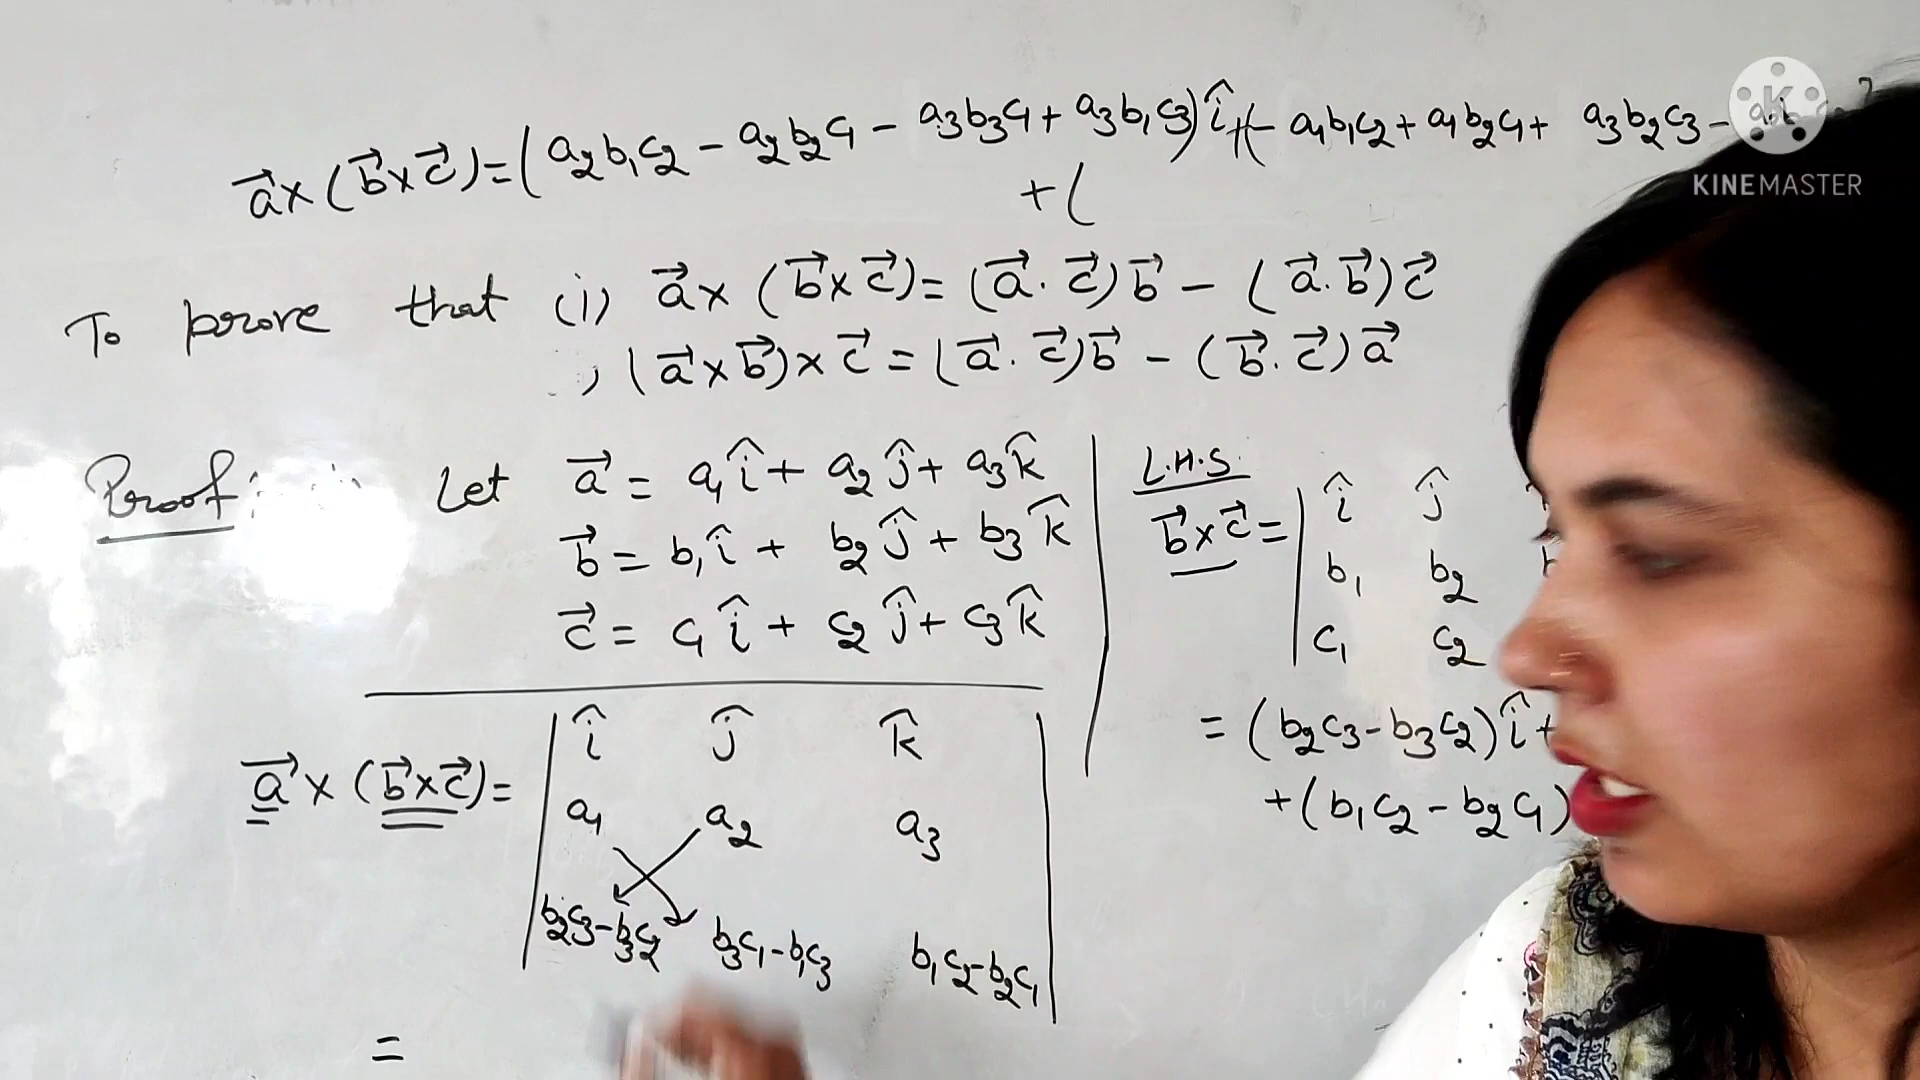 a⃗ × (b⃗ × c⃗) = (a₂b₁c₂ - a₂b₂c₁ - a₃b₃c₁ + a₃b₁c₃) î + (- a₁b₁c₂ + a₁b₂c₁ + a₃b₂c₃ -
+ (
KINEMASTER
To prove that (i) a⃗ × (b⃗ × c⃗) = (a⃗ · c⃗) b⃗ - (a⃗ · b⃗) c⃗
, (a⃗ × b⃗) × c⃗ = (a⃗ · c⃗) b⃗ - (b⃗ · c⃗) a⃗
Proof: Let a⃗ = a₁î + a₂ĵ + a₃k̂
b⃗ = b₁î + b₂ĵ + b₃k̂
c⃗ = c₁î + c₂ĵ + c₃k̂
L.H.S.
b⃗ × c⃗ = | î ĵ
b₁ b₂
c₁ c₂
= (b₂c₃ - b₃c₂) î +
+ (b₁c₂ - b₂c₁)
a⃗ × (b⃗ × c⃗) = | î ĵ k̂ |
a₁ a₂ a₃
b₂c₃ - b₃c₂ b₃c₁ - b₁c₃ b₁c₂ - b₂c₁
=